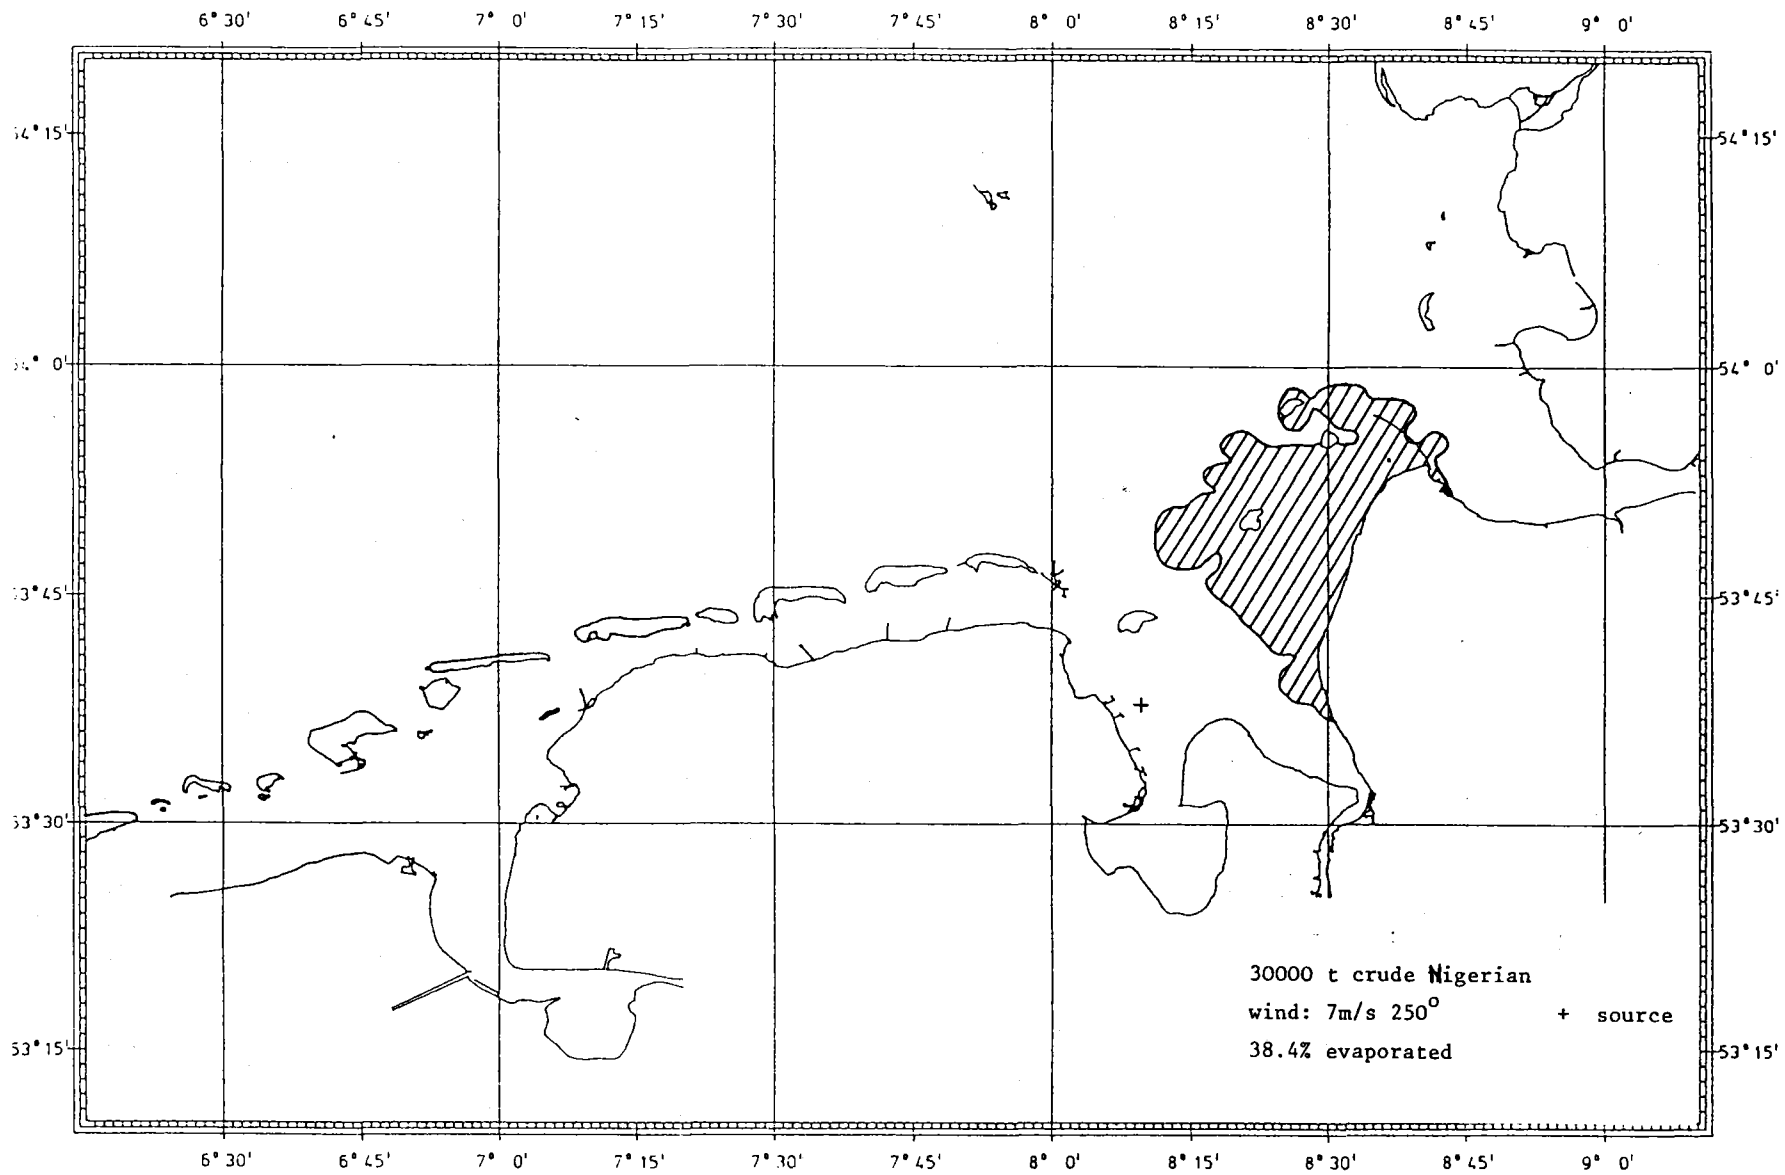 6° 30' 6° 45' 7° 0' 7° 15' 7° 30' 7° 45' 8° 0' 8° 15' 8° 30' 8° 45' 9° 0'
54° 15' 54° 15'
54° 0' 54° 0'
53° 45' 53° 45'
53° 30' 53° 30'
30000 t crude Nigerian
wind: 7m/s 250° + source
38.4% evaporated
53° 15' 53° 15'
6° 30' 6° 45' 7° 0' 7° 15' 7° 30' 7° 45' 8° 0' 8° 15' 8° 30' 8° 45' 9° 0'